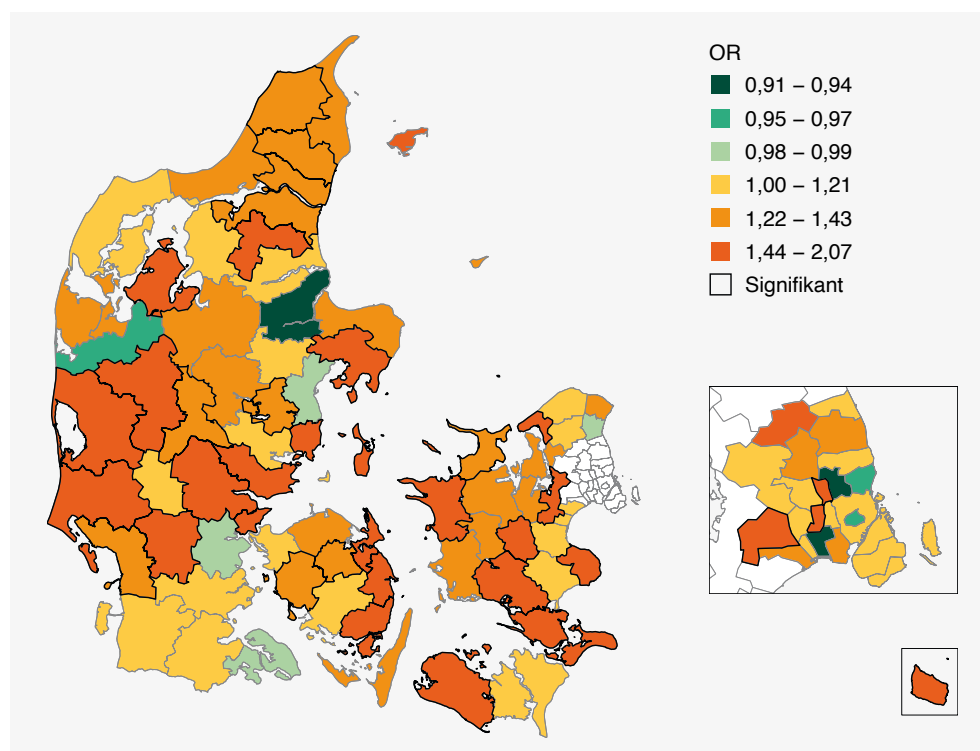 OR
0,91 – 0,94
0,95 – 0,97
0,98 – 0,99
1,00 – 1,21
1,22 – 1,43
1,44 – 2,07
Signifikant